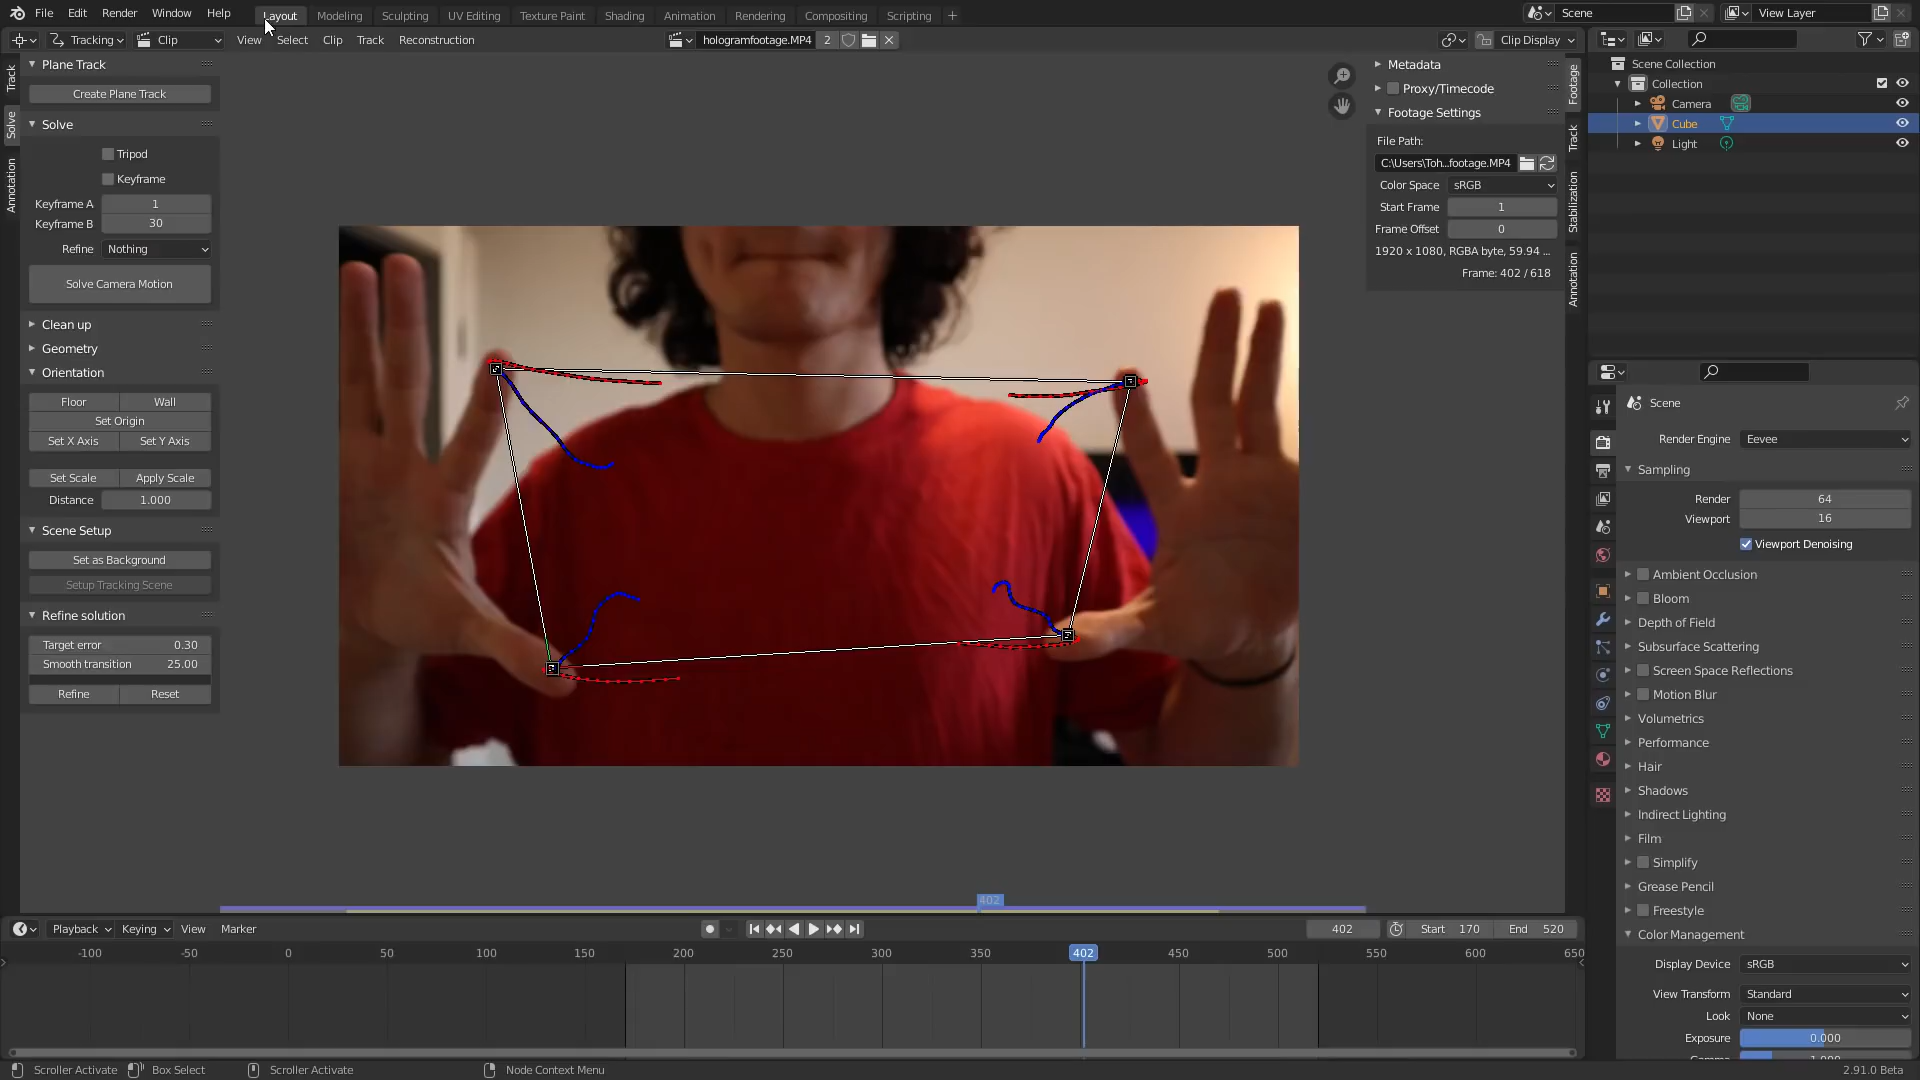 File Edit Render Window Help Layout Modeling Sculpting UV Editing Texture Paint Shading Animation Rendering Compositing Scripting + Scene View Layer
Tracking Clip View Select Clip Track Reconstruction hologramfootage.MP4 2 Clip Display
Track
Solve
Annotation
Plane Track
Create Plane Track
Solve
Tripod
Keyframe
Keyframe A 1
Keyframe B 30
Refine Nothing
Solve Camera Motion
Clean up
Geometry
Orientation
Floor Wall
Set Origin
Set X Axis Set Y Axis
Set Scale Apply Scale
Distance 1.000
Scene Setup
Set as Background
Setup Tracking Scene
Refine solution
Target error 0.30
Smooth transition 25.00
Refine Reset
Metadata
Proxy/Timecode
Footage Settings
File Path:
C:\Users\Toh...footage.MP4
Color Space sRGB
Start Frame 1
Frame Offset 0
1920 x 1080, RGBA byte, 59.94 ...
Frame: 402 / 618
Footage
Track
Stabilization
Annotation
Scene Collection
Collection
Camera
Cube
Light
Scene
Render Engine Eevee
Sampling
Render 64
Viewport 16
Viewport Denoising
Ambient Occlusion
Bloom
Depth of Field
Subsurface Scattering
Screen Space Reflections
Motion Blur
Volumetrics
Performance
Hair
Shadows
Indirect Lighting
Film
Simplify
Grease Pencil
Freestyle
Color Management
Display Device sRGB
View Transform Standard
Look None
Exposure 0.000
402
Playback Keying View Marker 402 Start 170 End 520
-100 -50 0 50 100 150 200 250 300 350 402 450 500 550 600 650
Scroller Activate Box Select Scroller Activate Node Context Menu 2.91.0 Beta